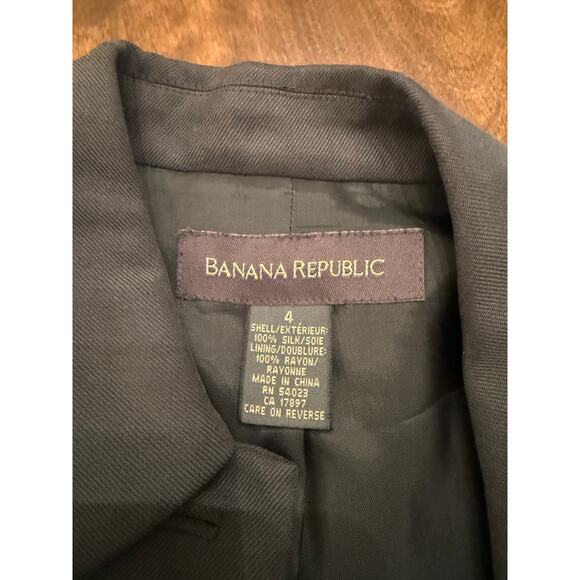 BANANA REPUBLIC
4
SHELL/EXTÉRIEUR:
100% SILK/SOIE
LINING/DOUBLURE:
100% RAYON/
RAYONNE
MADE IN CHINA
RN 54023
CA 17897
CARE ON REVERSE